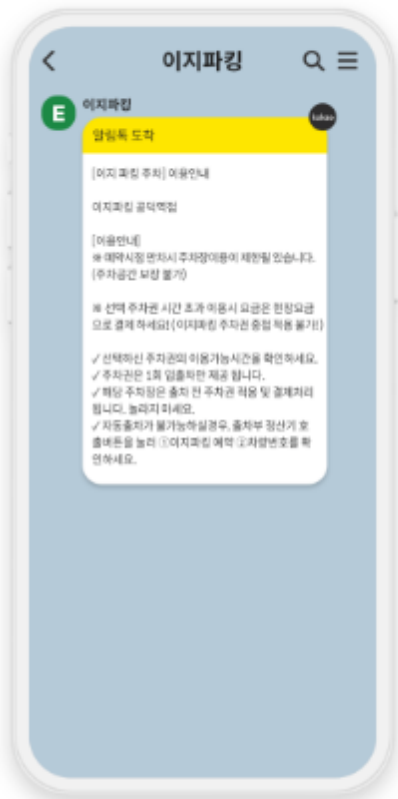 이지파킹
E
이지파킹
kakao
알림톡 도착
[이지 파킹 주차] 이용안내
이지파킹 공덕역점
[이용안내]
※ 예약시점 만차시 주차장이용이 제한될 있습니다.
(주차공간 보장 불가)
※ 선택 주차권 시간 초과 이용시 요금은 현장요금
으로 결제 하세요! (이지파킹 주차권 중첩 적용 불가!)
✓ 선택하신 주차권의 이용가능시간을 확인하세요.
✓ 주차권은 1회 입출차만 제공 됩니다.
✓ 해당 주차장은 출차 전 주차권 적용 및 결제처리
됩니다. 놀라지 마세요.
✓ 자동출차가 불가능하실경우, 출차부 정산기 호
출버튼을 눌러 ①이지파킹 예약 ②차량번호를 확
인하세요.